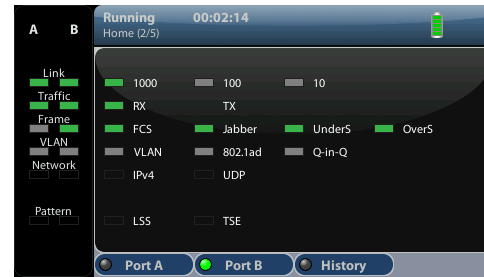 Running 00:02:14
Home (2/5)
A B
Link
Traffic
Frame
VLAN
Network
Pattern
1000 100 10
RX TX
FCS Jabber UnderS OverS
VLAN 802.1ad Q-in-Q
IPv4 UDP
LSS TSE
Port A Port B History